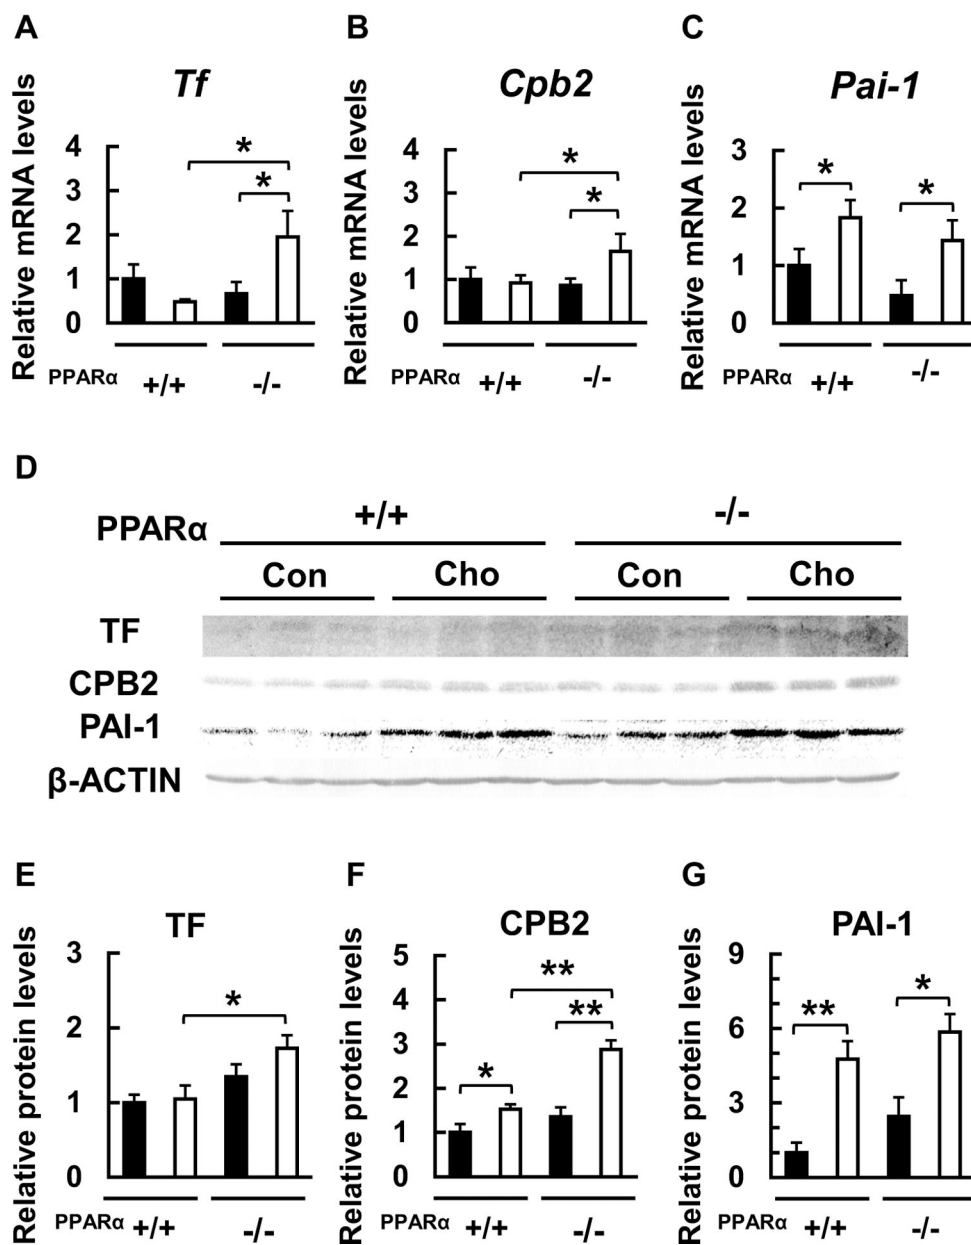 A
B
C
Tf
Cpb2
Pai-1
Relative mRNA levels
4
3
2
1
0
*
*
PPARα
+/+
-/-
Relative mRNA levels
4
3
2
1
0
*
*
PPARα
+/+
-/-
Relative mRNA levels
3
2
1
0
*
*
PPARα
+/+
-/-
D
PPARα
+/+
-/-
Con
Cho
Con
Cho
TF
CPB2
PAI-1
β-ACTIN
E
F
G
TF
CPB2
PAI-1
Relative protein levels
3
2
1
0
*
PPARα
+/+
-/-
Relative protein levels
5
4
3
2
1
0
*
**
**
PPARα
+/+
-/-
Relative protein levels
9
6
3
0
**
*
PPARα
+/+
-/-